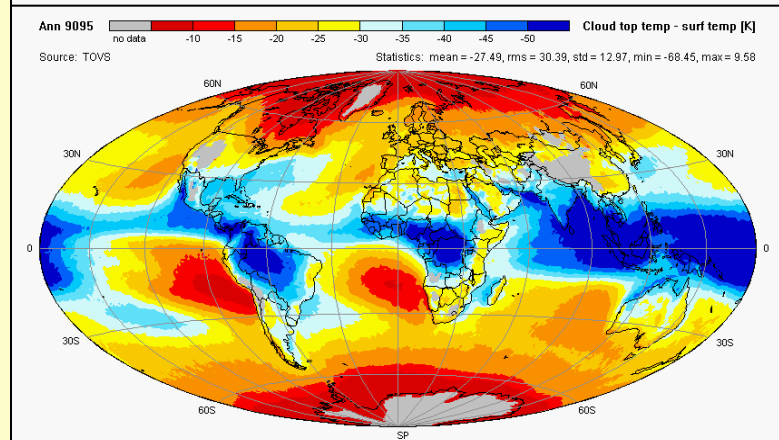 Ann 9095
no data -10 -15 -20 -25 -30 -35 -40 -45 -50
Cloud top temp - surf temp [K]
Source: TOVS
Statistics: mean = -27.49, rms = 30.39, std = 12.97, min = -68.45, max = 9.58
60N 60N
30N 30N
0 0
30S 30S
60S 60S
SP